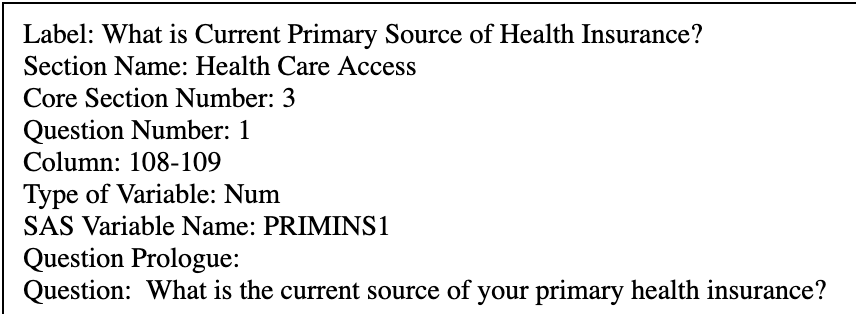 Label: What is Current Primary Source of Health Insurance?
Section Name: Health Care Access
Core Section Number: 3
Question Number: 1
Column: 108-109
Type of Variable: Num
SAS Variable Name: PRIMINS1
Question Prologue:
Question: What is the current source of your primary health insurance?